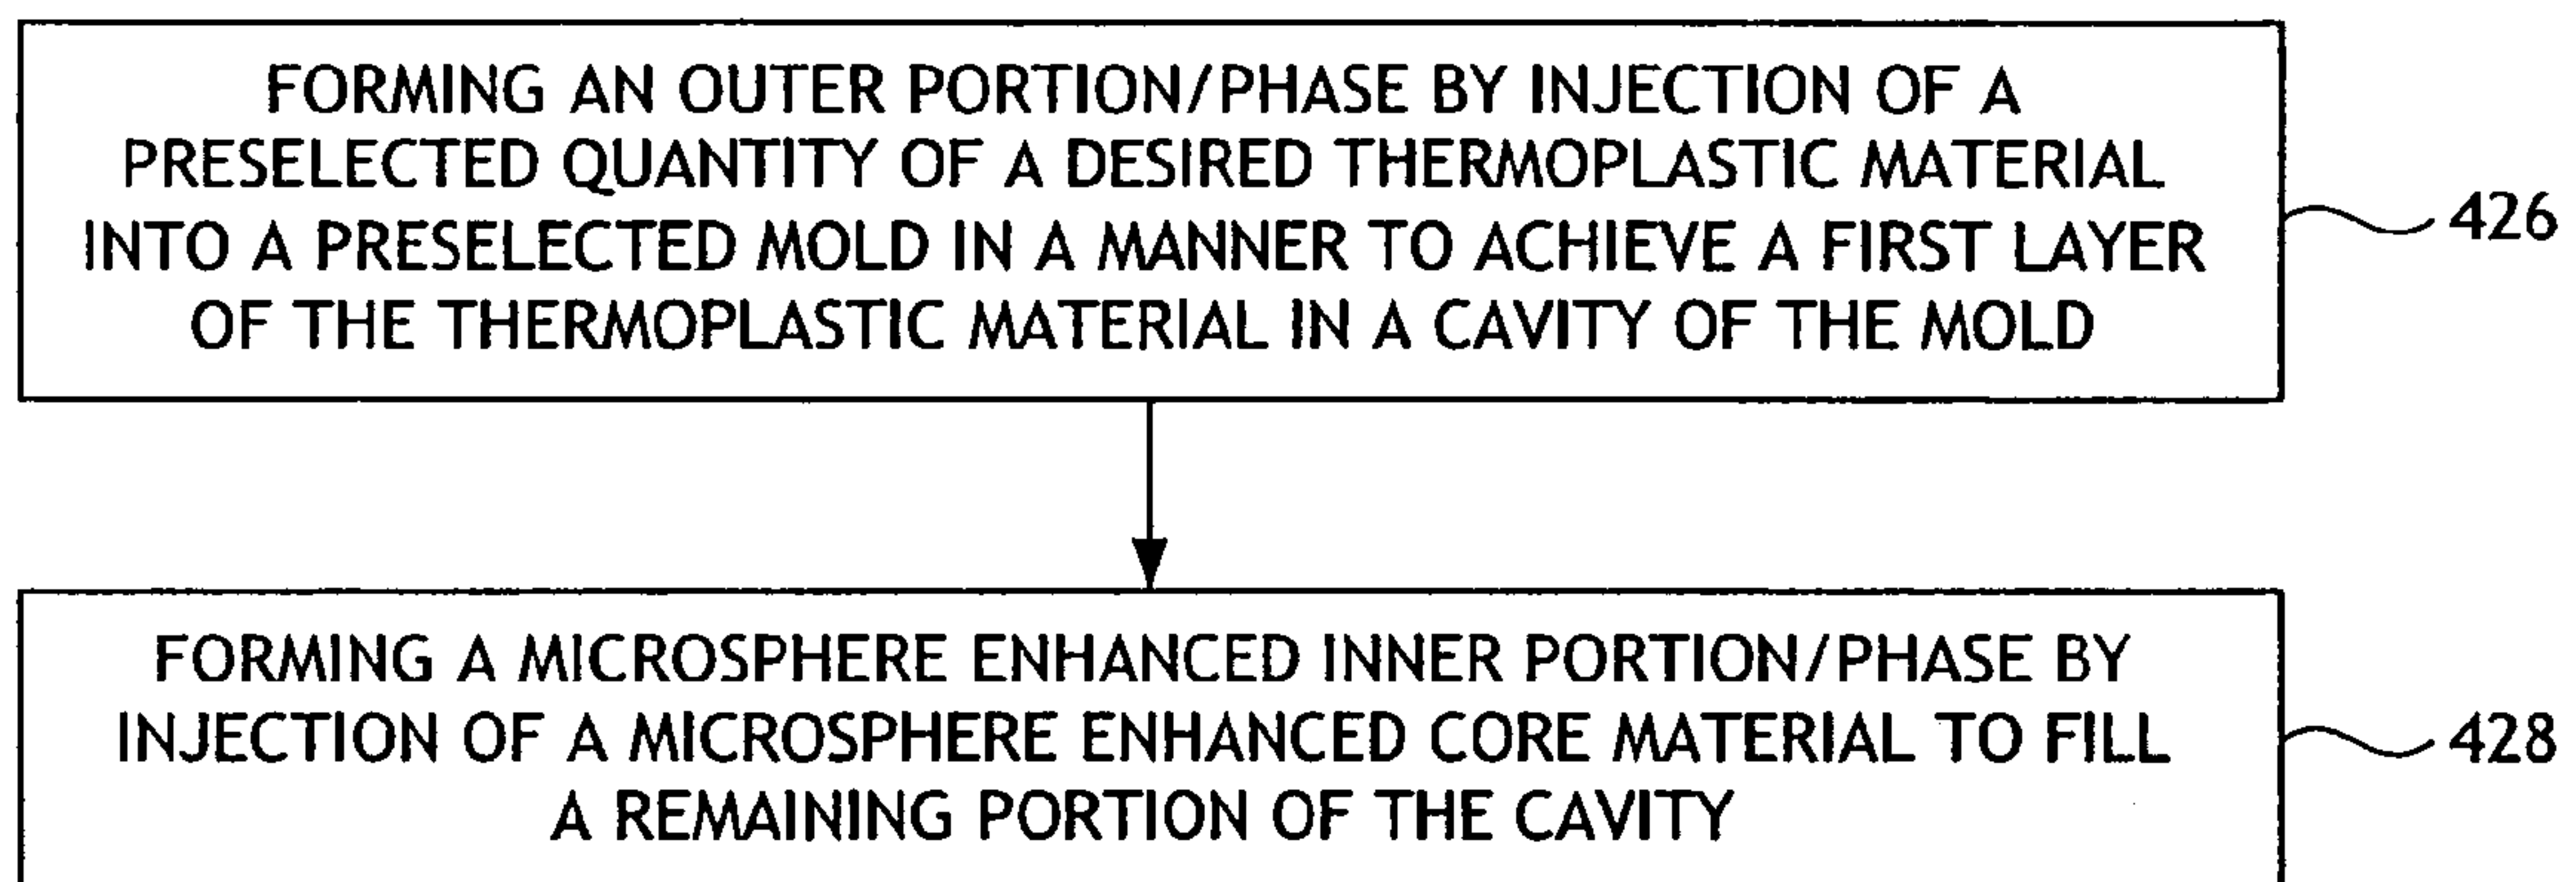 FORMING AN OUTER PORTION/PHASE BY INJECTION OF A
PRESELECTED QUANTITY OF A DESIRED THERMOPLASTIC MATERIAL
INTO A PRESELECTED MOLD IN A MANNER TO ACHIEVE A FIRST LAYER
OF THE THERMOPLASTIC MATERIAL IN A CAVITY OF THE MOLD
426
FORMING A MICROSPHERE ENHANCED INNER PORTION/PHASE BY
INJECTION OF A MICROSPHERE ENHANCED CORE MATERIAL TO FILL
A REMAINING PORTION OF THE CAVITY
428